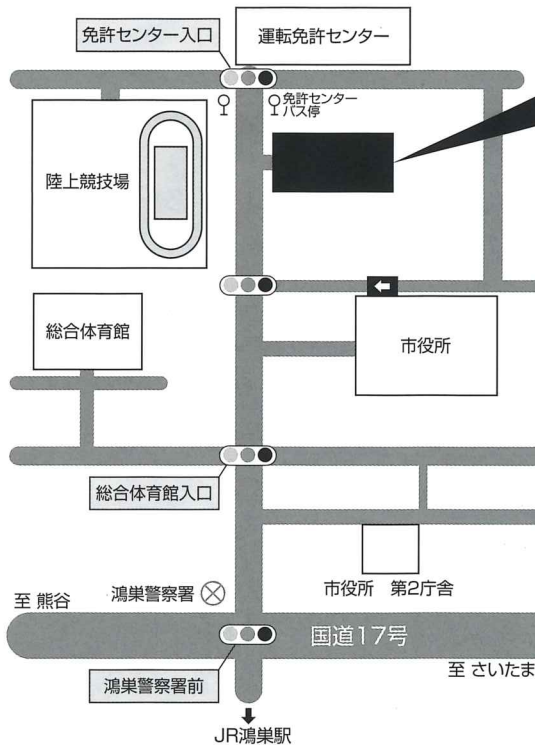 免許センター入口
運転免許センター
免許センター
バス停
陸上競技場
総合体育館
市役所
総合体育館入口
市役所 第2庁舎
鴻巣警察署
至 熊谷
国道17号
至 さいたま
鴻巣警察署前
JR鴻巣駅